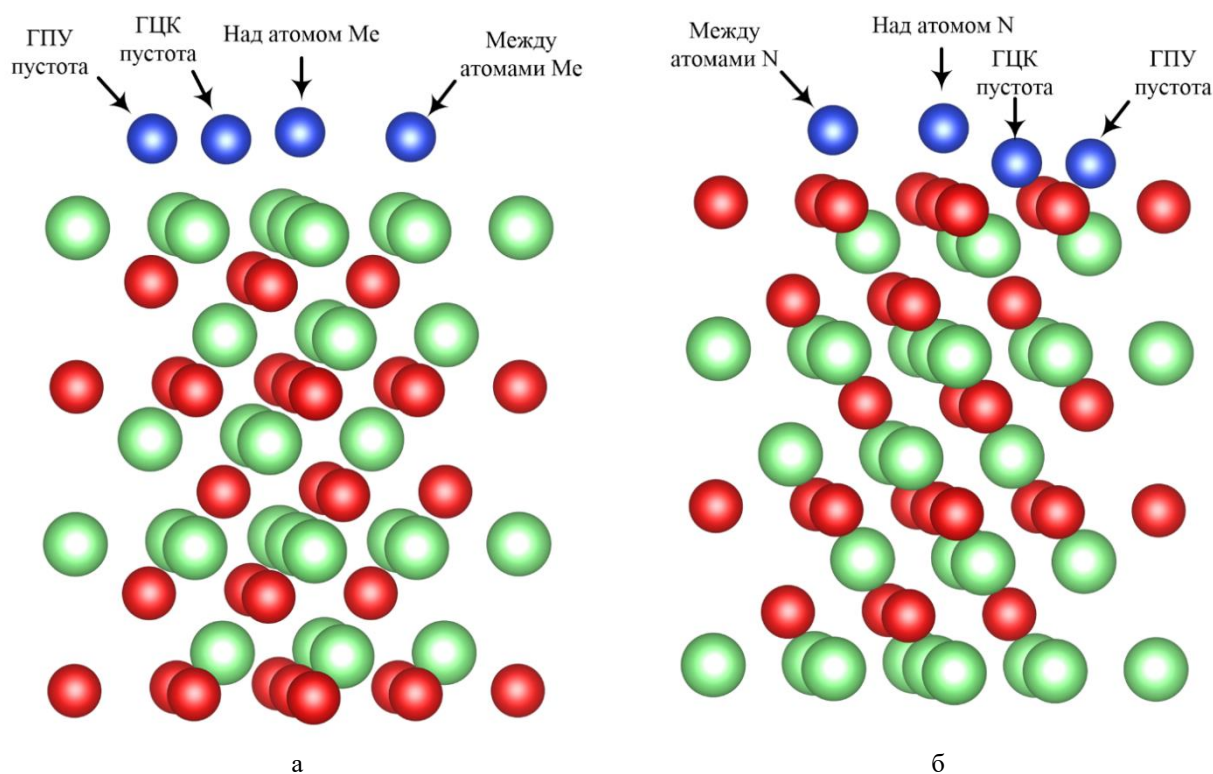 ГПУ
пустота
ГЦК
пустота
Над атомом Me
Между
атомами Me
Между
атомами N
Над атомом N
ГЦК
пустота
ГПУ
пустота
а
б